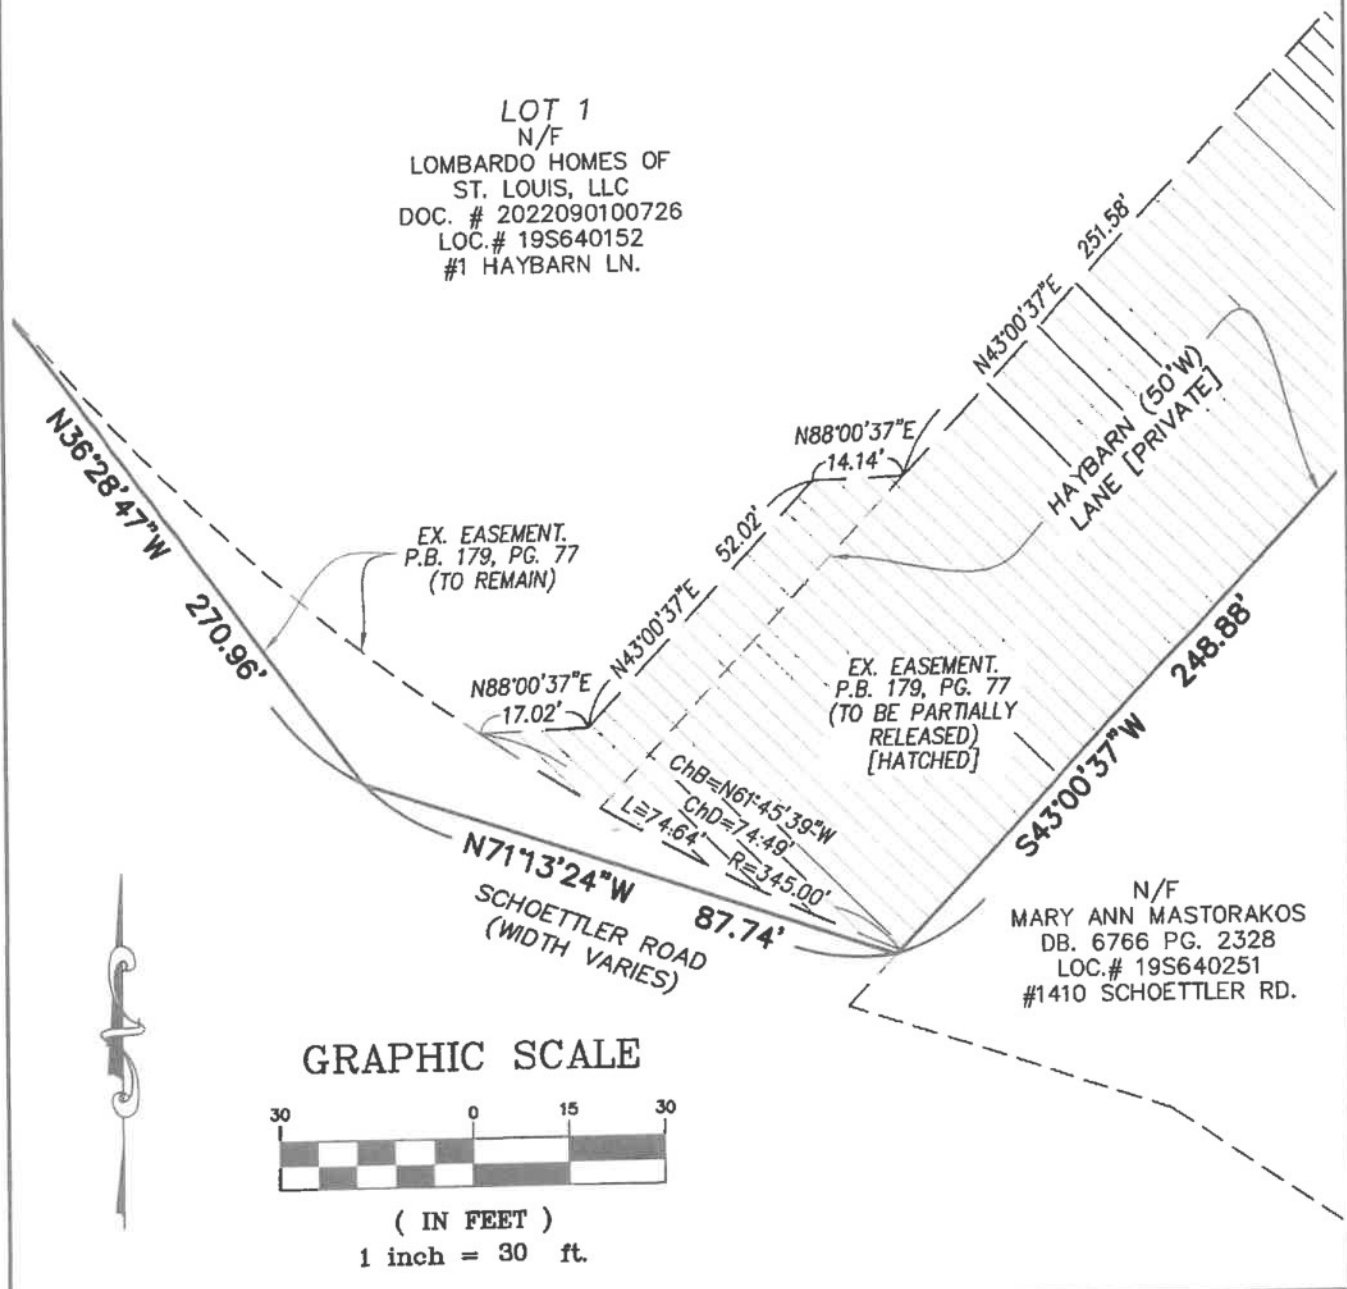 LOT 1
N/F
LOMBARDO HOMES OF
ST. LOUIS, LLC
DOC. # 2022090100726
LOC.# 19S640152
#1 HAYBARN LN.
251.58'
N43°00'37"E
HAYBARN (50'W)
LANE [PRIVATE]
N88°00'37"E
14.14'
52.02'
N43°00'37"E
N36°28'47"W
270.96'
EX. EASEMENT.
P.B. 179, PG. 77
(TO REMAIN)
N88°00'37"E
17.02'
EX. EASEMENT.
P.B. 179, PG. 77
(TO BE PARTIALLY
RELEASED)
[HATCHED]
248.88'
S43°00'37"W
ChB=N61°45'39"W
ChD=74.49'
L=74.64'
R=345.00'
N71°13'24"W
87.74'
SCHOETTLER ROAD
(WIDTH VARIES)
N/F
MARY ANN MASTORAKOS
DB. 6766 PG. 2328
LOC.# 19S640251
#1410 SCHOETTLER RD.
GRAPHIC SCALE
30 0 15 30
( IN FEET )
1 inch = 30 ft.